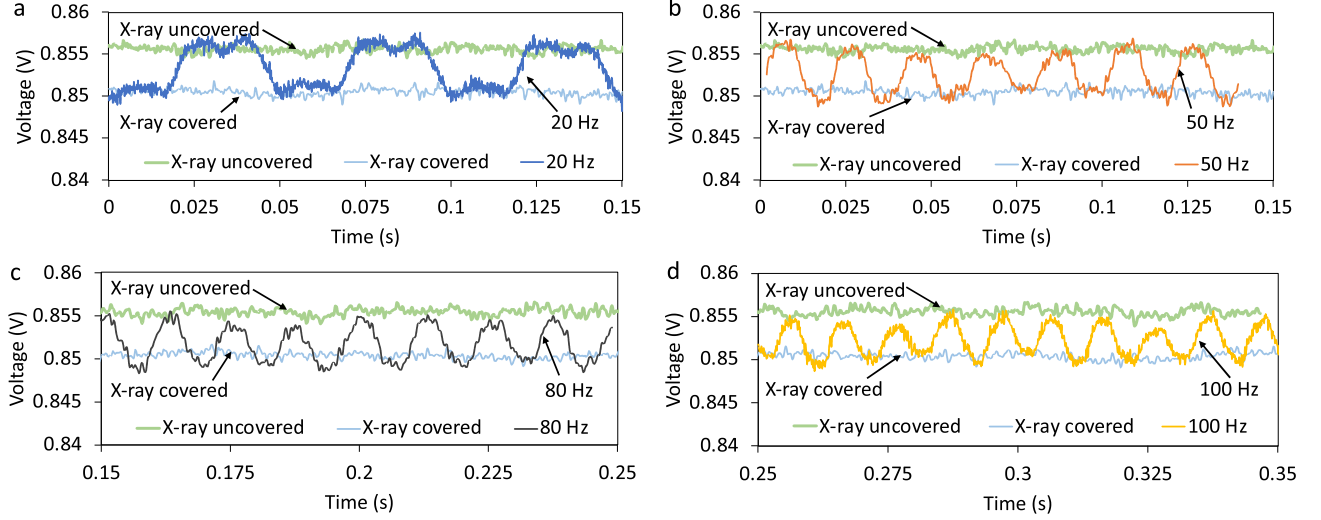 a
0.86
0.855
0.85
0.845
0.84
Voltage (V)
X-ray uncovered
X-ray covered
20 Hz
X-ray uncovered X-ray covered 20 Hz
0 0.025 0.05 0.075 0.1 0.125 0.15
Time (s)
b
0.86
0.855
0.85
0.845
0.84
Voltage (V)
X-ray uncovered
X-ray covered
50 Hz
X-ray uncovered X-ray covered 50 Hz
0 0.025 0.05 0.075 0.1 0.125 0.15
Time (s)
c
0.86
0.855
0.85
0.845
0.84
Voltage (V)
X-ray uncovered
X-ray covered
80 Hz
X-ray uncovered X-ray covered 80 Hz
0.15 0.175 0.2 0.225 0.25
Time (s)
d
0.86
0.855
0.85
0.845
0.84
Voltage (V)
X-ray uncovered
X-ray covered
100 Hz
X-ray uncovered X-ray covered 100 Hz
0.25 0.275 0.3 0.325 0.35
Time (s)